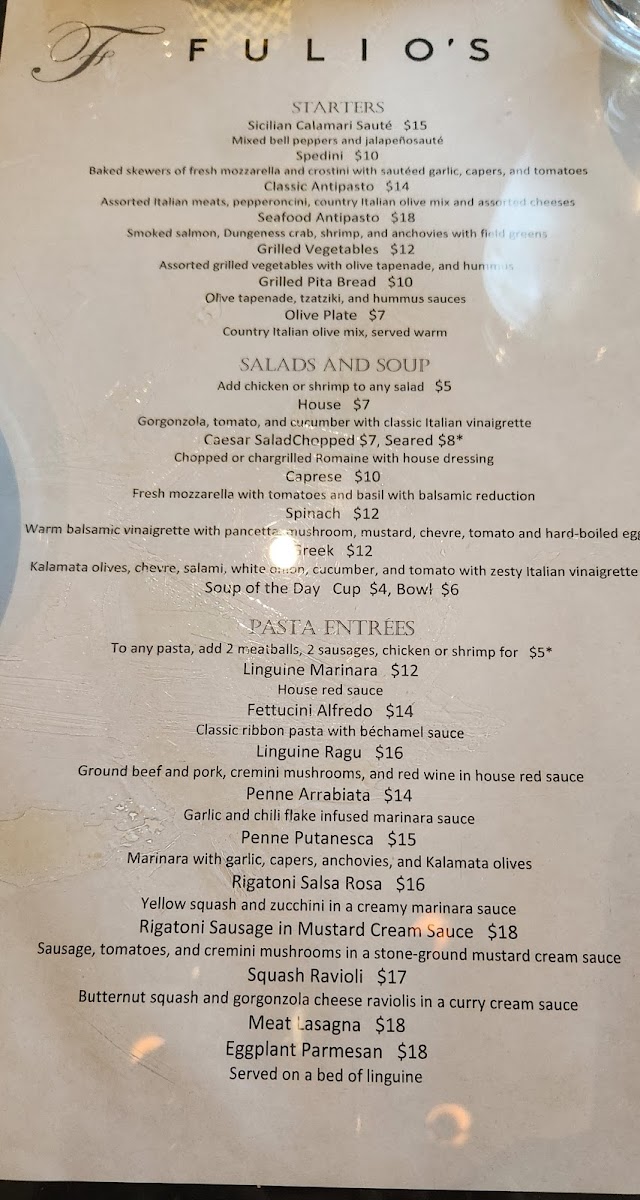 F FULIO'S
STARTERS
Sicilian Calamari Sauté $15
Mixed bell peppers and jalapeñosauté
Spedini $10
Baked skewers of fresh mozzarella and crostini with sautéed garlic, capers, and tomatoes
Classic Antipasto $14
Assorted Italian meats, pepperoncini, country Italian olive mix and assorted cheeses
Seafood Antipasto $18
Smoked salmon, Dungeness crab, shrimp, and anchovies with field greens
Grilled Vegetables $12
Assorted grilled vegetables with olive tapenade, and hummus
Grilled Pita Bread $10
Olive tapenade, tzatziki, and hummus sauces
Olive Plate $7
Country Italian olive mix, served warm
SALADS AND SOUP
Add chicken or shrimp to any salad $5
House $7
Gorgonzola, tomato, and cucumber with classic Italian vinaigrette
Caesar SaladChopped $7, Seared $8*
Chopped or chargrilled Romaine with house dressing
Caprese $10
Fresh mozzarella with tomatoes and basil with balsamic reduction
Spinach $12
Warm balsamic vinaigrette with pancetta, mushroom, mustard, chevre, tomato and hard-boiled egg
Greek $12
Kalamata olives, chevre, salami, white onion, cucumber, and tomato with zesty Italian vinaigrette
Soup of the Day Cup $4, Bowl $6
PASTA ENTRÉES
To any pasta, add 2 meatballs, 2 sausages, chicken or shrimp for $5*
Linguine Marinara $12
House red sauce
Fettucini Alfredo $14
Classic ribbon pasta with béchamel sauce
Linguine Ragu $16
Ground beef and pork, cremini mushrooms, and red wine in house red sauce
Penne Arrabiata $14
Garlic and chili flake infused marinara sauce
Penne Putanesca $15
Marinara with garlic, capers, anchovies, and Kalamata olives
Rigatoni Salsa Rosa $16
Yellow squash and zucchini in a creamy marinara sauce
Rigatoni Sausage in Mustard Cream Sauce $18
Sausage, tomatoes, and cremini mushrooms in a stone-ground mustard cream sauce
Squash Ravioli $17
Butternut squash and gorgonzola cheese raviolis in a curry cream sauce
Meat Lasagna $18
Eggplant Parmesan $18
Served on a bed of linguine